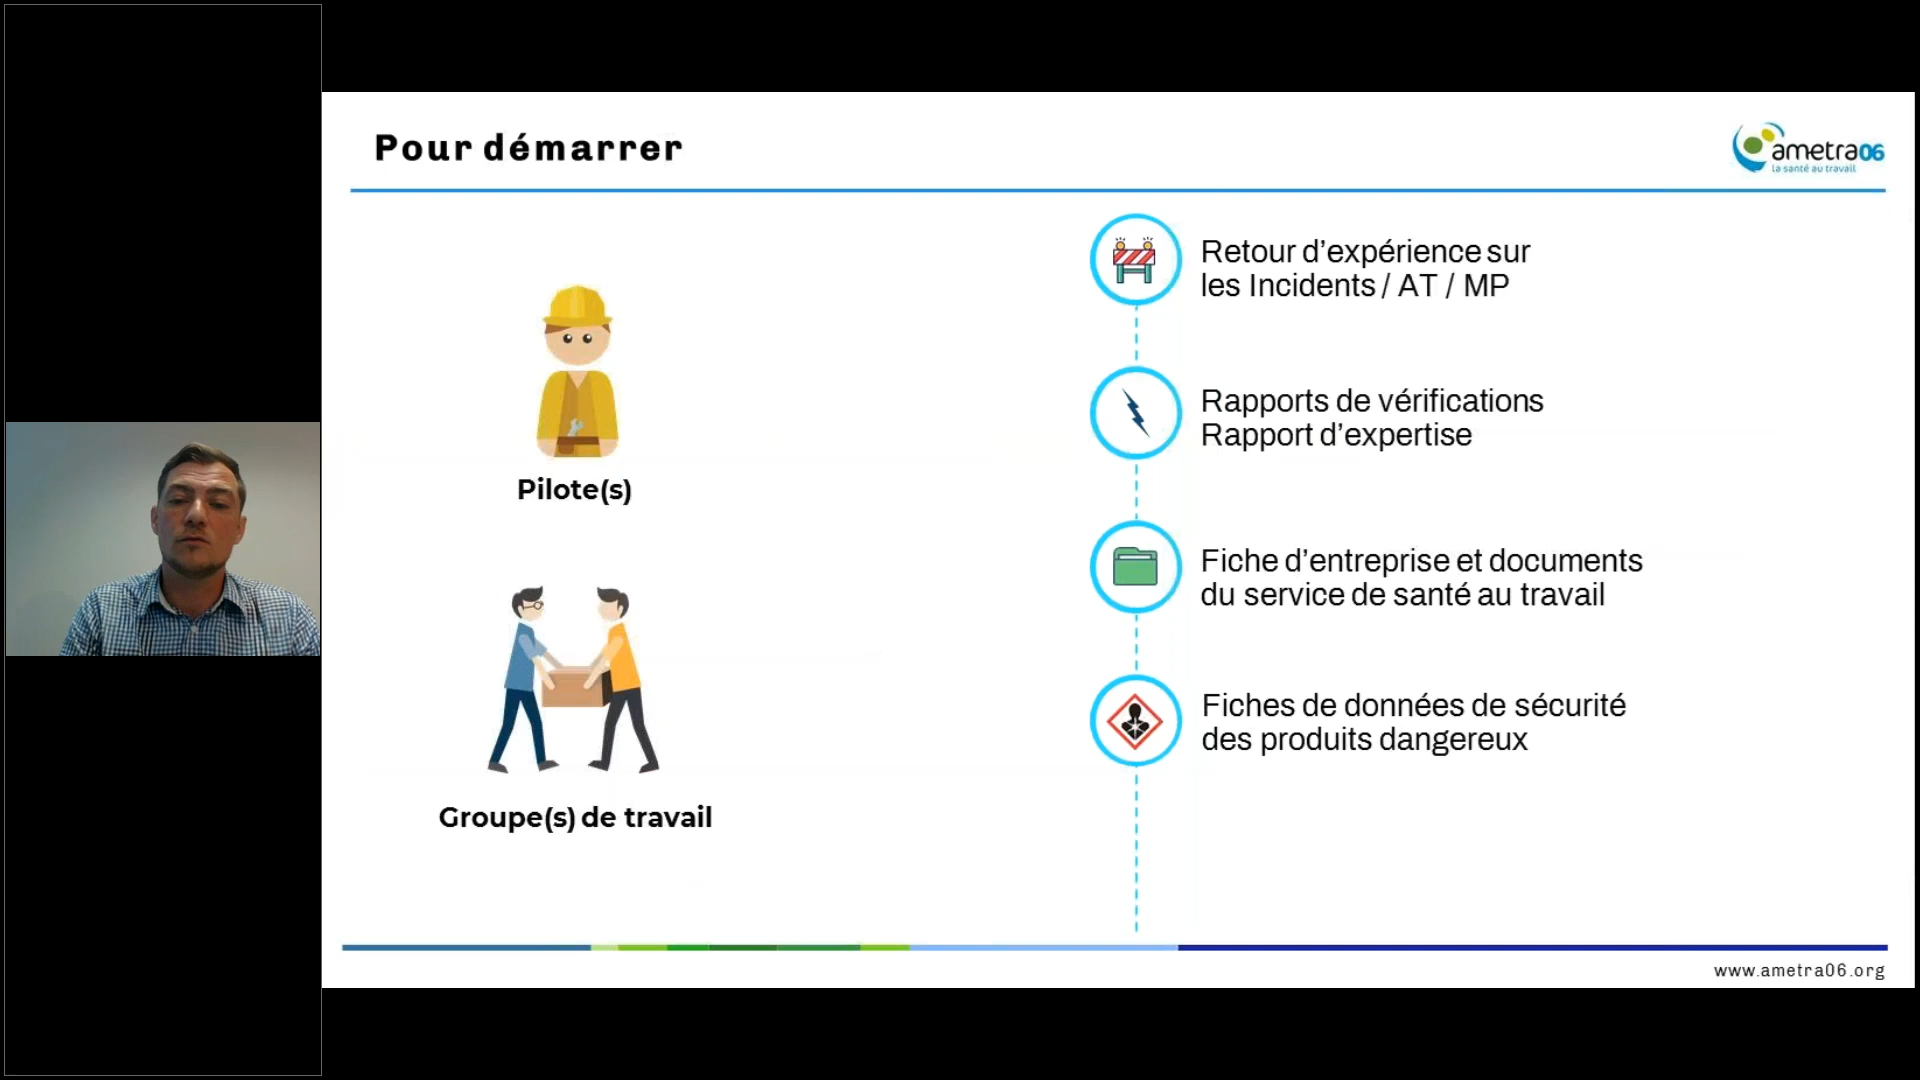 Pour démarrer
ametra06
la santé au travail
Pilote(s)
Groupe(s) de travail
Retour d’expérience sur
les Incidents / AT / MP
Rapports de vérifications
Rapport d’expertise
Fiche d’entreprise et documents
du service de santé au travail
Fiches de données de sécurité
des produits dangereux
www.ametra06.org